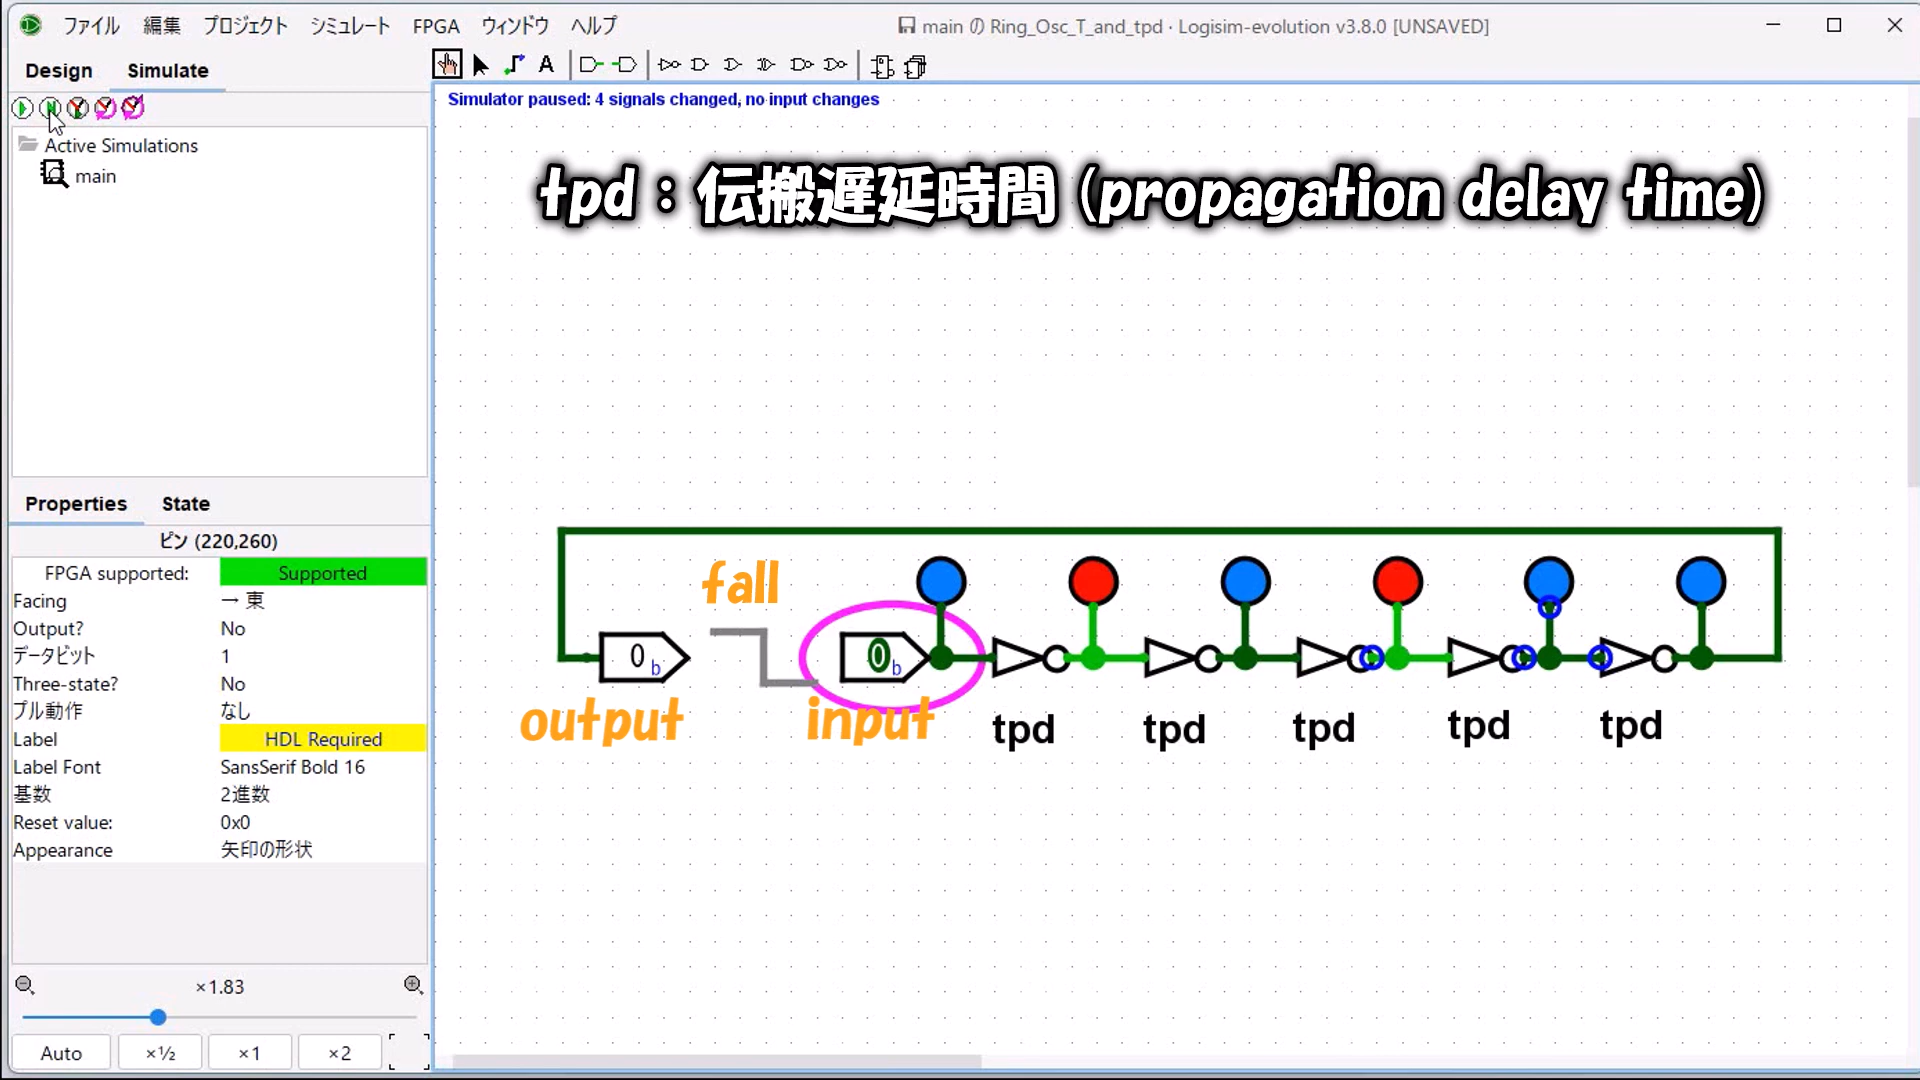 ファイル 編集 プロジェクト シミュレート FPGA ウィンドウ ヘルプ
main の Ring_Osc_T_and_tpd · Logisim-evolution v3.8.0 [UNSAVED]
Design Simulate
A
Simulator paused: 4 signals changed, no input changes
Active Simulations
main
tpd：伝搬遅延時間 (propagation delay time)
Properties State
ピン (220,260)
FPGA supported: Supported
Facing → 東
Output? No
データビット 1
Three-state? No
プル動作 なし
Label HDL Required
Label Font SansSerif Bold 16
基数 2進数
Reset value: 0x0
Appearance 矢印の形状
×1.83
Auto ×½ ×1 ×2
fall
0b
0b
output
input
tpd
tpd
tpd
tpd
tpd